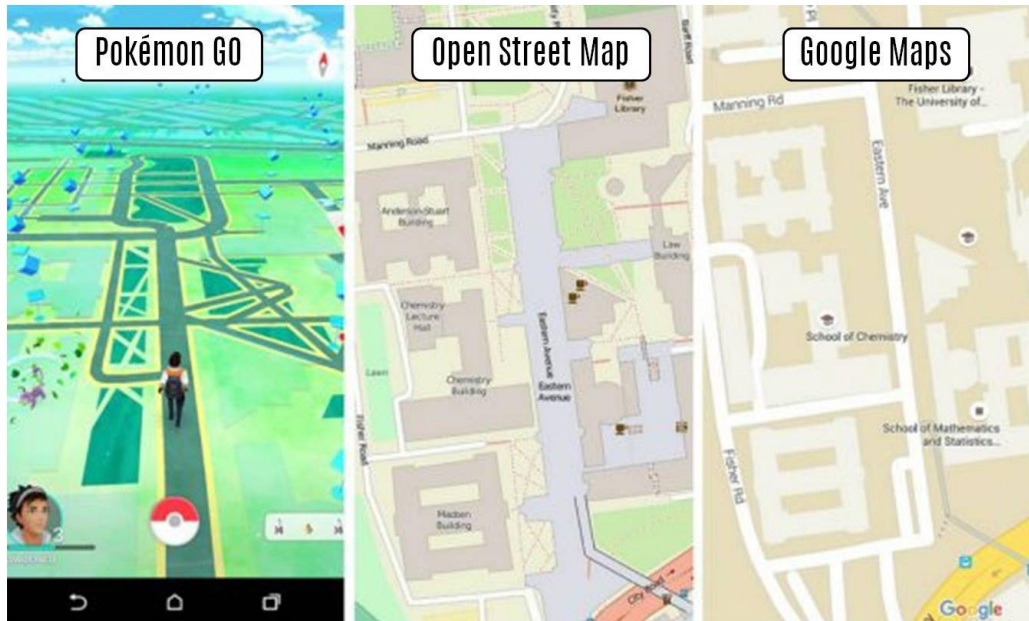 Pokémon GO
3
Open Street Map
Fisher
Library
Manning Road
Anderson-Stuart
Building
Law
Building
Chemistry
Lecture
Hall
Eastern Avenue
Eastern
Avenue
Lawn
Chemistry
Building
Fisher Road
Madsen
Building
City Road
Google Maps
Fisher Library -
The University of...
Manning Rd
Eastern Ave
School of Chemistry
School of Mathematics
and Statistics...
Fisher Rd
Google